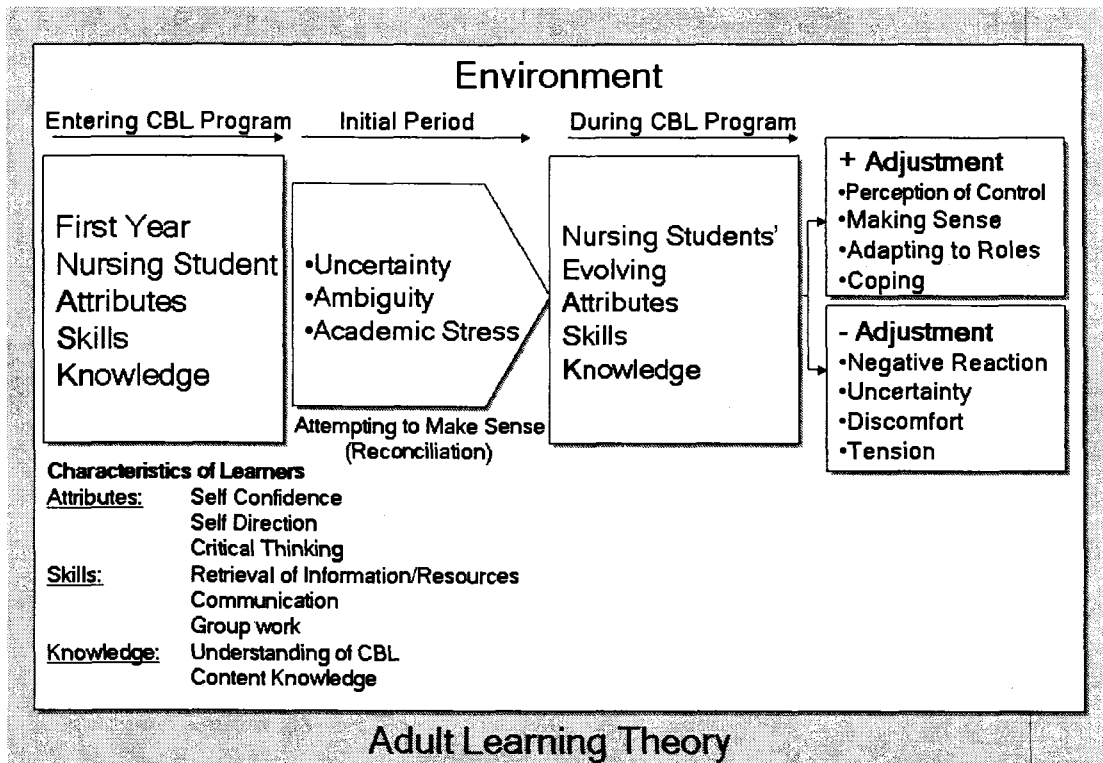 Environment
Entering CBL Program
Initial Period
During CBL Program
First Year
Nursing Student
Attributes
Skills
Knowledge
•Uncertainty
•Ambiguity
•Academic Stress
Attempting to Make Sense
(Reconciliation)
Nursing Students'
Evolving
Attributes
Skills
Knowledge
+ Adjustment
•Perception of Control
•Making Sense
•Adapting to Roles
•Coping
- Adjustment
•Negative Reaction
•Uncertainty
•Discomfort
•Tension
Characteristics of Learners
Attributes: Self Confidence
Self Direction
Critical Thinking
Skills: Retrieval of Information/Resources
Communication
Group work
Knowledge: Understanding of CBL
Content Knowledge
Adult Learning Theory